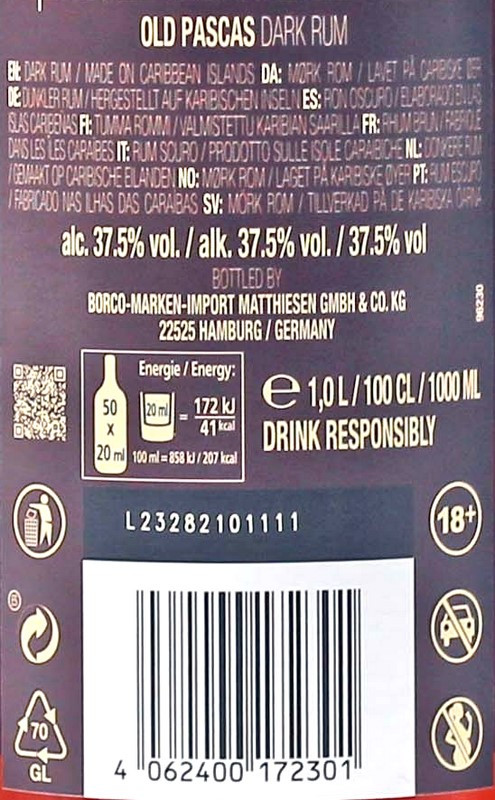 OLD PASCAS DARK RUM
EN: DARK RUM / MADE ON CARIBBEAN ISLANDS DA: MØRK ROM / LAVET PÅ CARIBISKE ØER
DE: DUNKLER RUM / HERGESTELLT AUF KARIBISCHEN INSELN ES: RON OSCURO / ELABORADO EN LAS
ISLAS CARIBEÑAS FI: TUMMA ROMMI / VALMISTETTU KARIBIAN SAARILLA FR: RHUM BRUN / FABRIQUÉ
DANS LES ÎLES CARAÏBES IT: RUM SCURO / PRODOTTO SULLE ISOLE CARAIBICHE NL: DONKERE RUM
/ GEMAAKT OP CARIBISCHE EILANDEN NO: MØRK ROM / LAGET PÅ KARIBISKE ØYER PT: RUM ESCURO
/ FABRICADO NAS ILHAS DAS CARAÍBAS SV: MÖRK ROM / TILLVERKAD PÅ DE KARIBISKA ÖARNA
alc. 37.5% vol. / alk. 37.5% vol. / 37.5% vol
BOTTLED BY
BORCO-MARKEN-IMPORT MATTHIESEN GMBH & CO. KG
22525 HAMBURG / GERMANY
96230
Energie / Energy:
50 x 20 ml
20 ml = 172 kJ
41 kcal
100 ml = 858 kJ / 207 kcal
e 1,0 L / 100 CL / 1000 ML
DRINK RESPONSIBLY
L23282101111
18+
70
GL
4 062400 172301